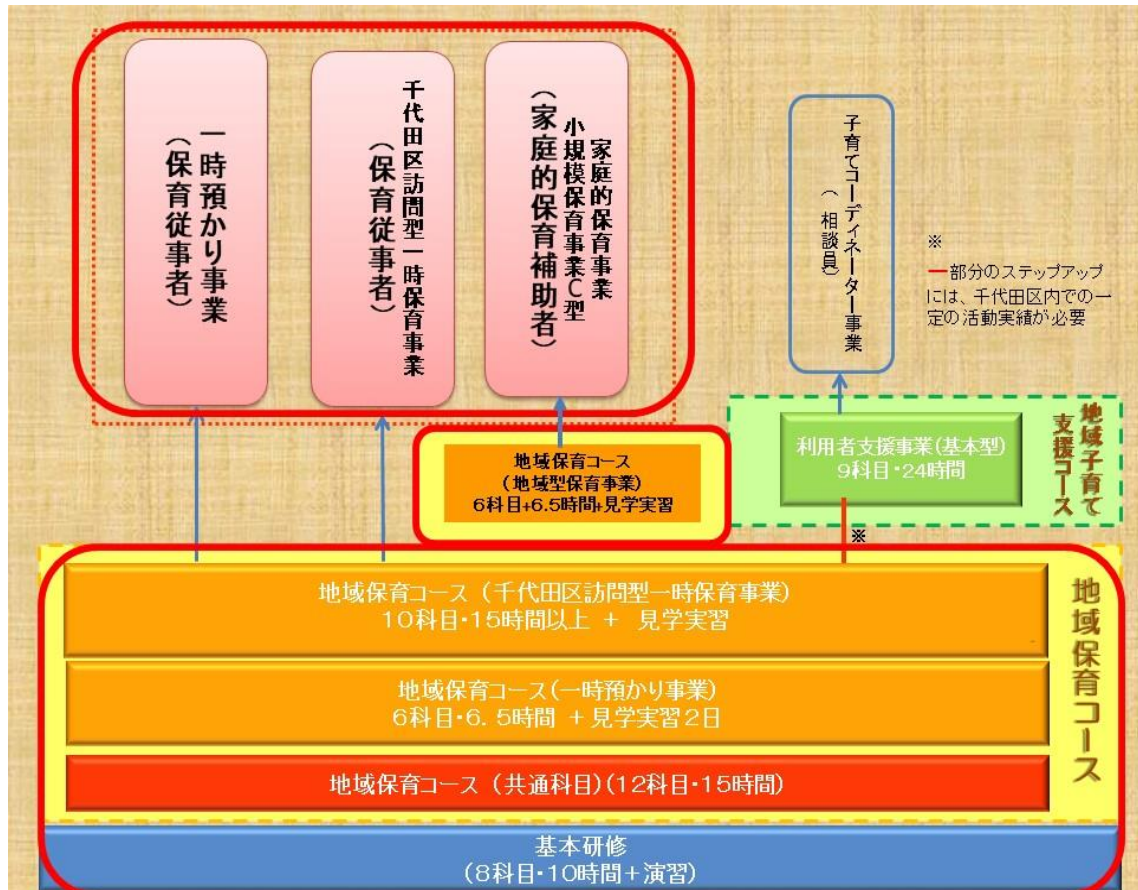 一時預かり事業
（保育従事者）
千代田区訪問型一時保育事業
（保育従事者）
家庭的保育事業
小規模保育事業C型
（家庭的保育補助者）
子育てコーディネーター事業
（ 相談員）
※
ー部分のステップアップ
には、千代田区内での一
定の活動実績が必要
地域子育て
支援コース
利用者支援事業(基本型)
9科目・24時間
地域保育コース
(地域型保育事業)
6科目+6.5時間+見学実習
※
地域保育コース
地域保育コース（千代田区訪問型一時保育事業）
10科目・15時間以上 + 見学実習
地域保育コース(一時預かり事業)
6科目・6.5時間 +見学実習2日
地域保育コース（共通科目）(12科目・15時間)
基本研修
(8科目・10時間+演習)